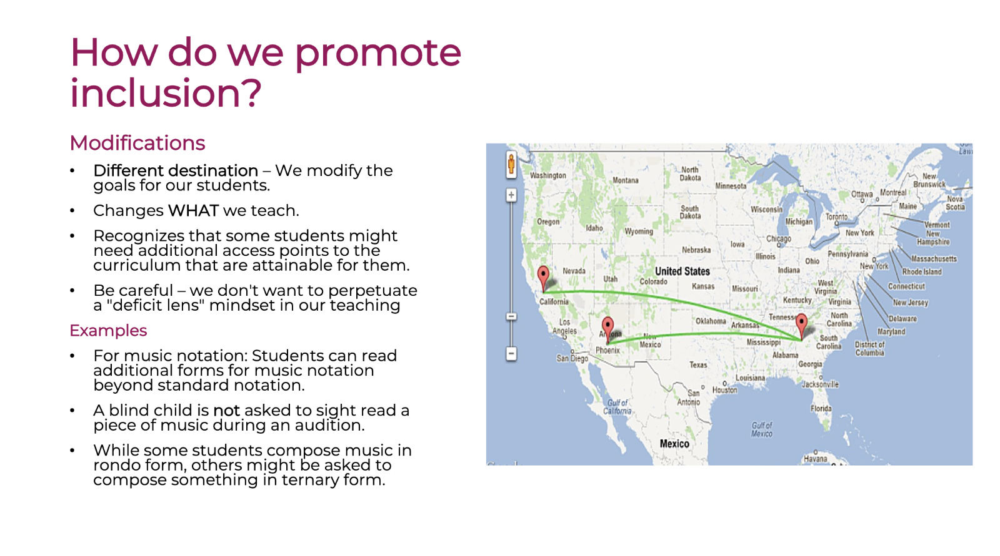 How do we promote
inclusion?
Modifications
• Different destination – We modify the
goals for our students.
• Changes WHAT we teach.
• Recognizes that some students might
need additional access points to the
curriculum that are attainable for them.
• Be careful – we don't want to perpetuate
a "deficit lens" mindset in our teaching
Examples
• For music notation: Students can read
additional forms for music notation
beyond standard notation.
• A blind child is not asked to sight read a
piece of music during an audition.
• While some students compose music in
rondo form, others might be asked to
compose something in ternary form.
Washington
Montana
North
Dakota
Minnesota
Ottawa
Montreal
New
Brunswick
Nova
Scotia
Maine
Oregon
Idaho
Wyoming
South
Dakota
Wisconsin
Michigan
Toronto
New York
Vermont
New
Hampshire
Massachusetts
Rhode Island
Connecticut
New Jersey
Delaware
Maryland
District of
Columbia
Nebraska
Iowa
Chicago
Illinois
Indiana
Ohio
Pennsylvania
New York
Nevada
Utah
Colorado
United States
Kansas
Missouri
West
Virginia
Kentucky
Virginia
California
Los
Angeles
San Diego
Arizona
Phoenix
New
Mexico
Oklahoma
Arkansas
Tennessee
North
Carolina
South
Carolina
Mississippi
Alabama
Georgia
Texas
Louisiana
Jacksonville
San
Antonio
Houston
Florida
Gulf of
California
Gulf of
Mexico
Mexico
Havana